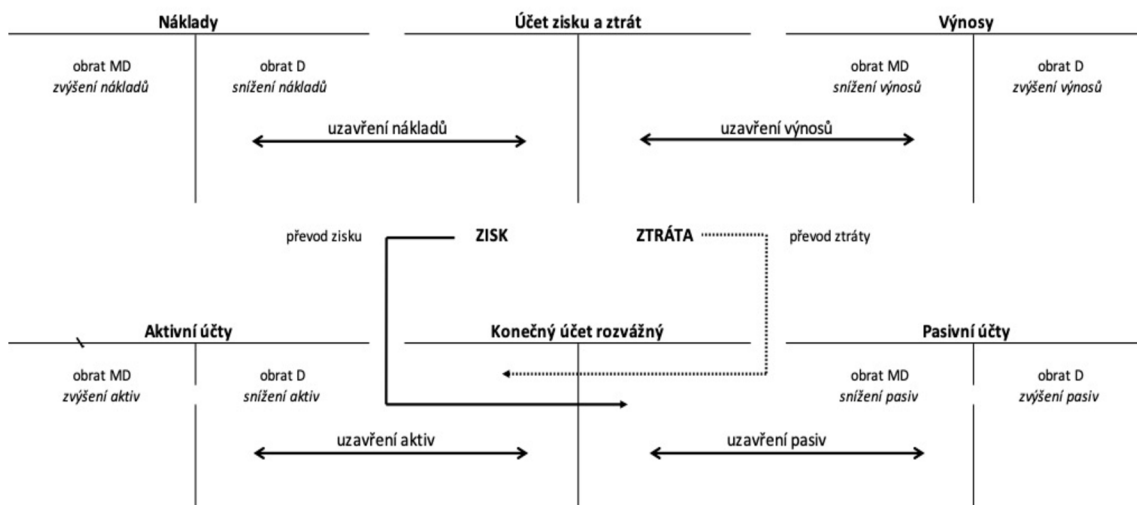 Náklady
Účet zisku a ztrát
Výnosy
obrat MD
zvýšení nákladů
obrat D
snížení nákladů
obrat MD
snížení výnosů
obrat D
zvýšení výnosů
uzavření nákladů
uzavření výnosů
převod zisku
ZISK
ZTRÁTA
převod ztráty
Aktivní účty
Konečný účet rozvážný
Pasivní účty
obrat MD
zvýšení aktiv
obrat D
snížení aktiv
obrat MD
snížení pasiv
obrat D
zvýšení pasiv
uzavření aktiv
uzavření pasiv